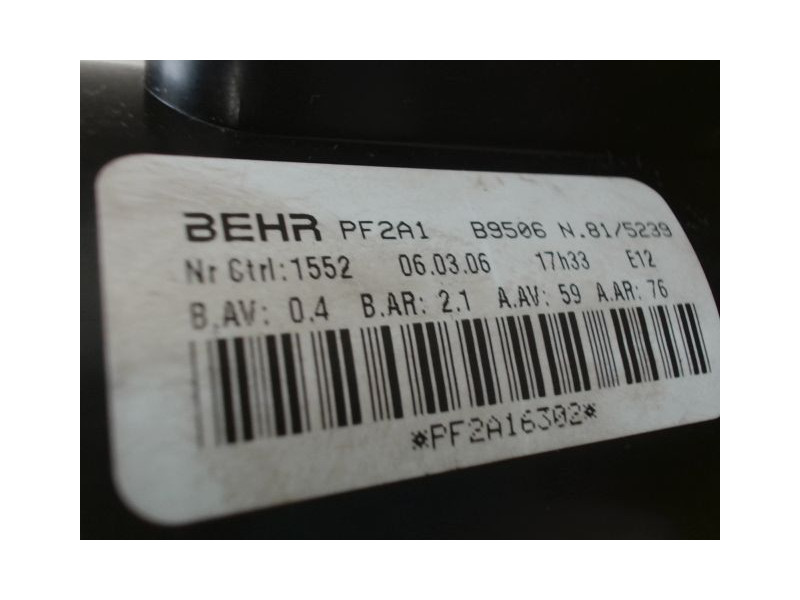 BEHR PF2A1 B9506 N.81/5239
Nr Ctrl:1552 06.03.06 17h33 E12
B.AV: 0.4 B.AR: 2.1 A.AV: 59 A.AR: 76
*PF2A16302*